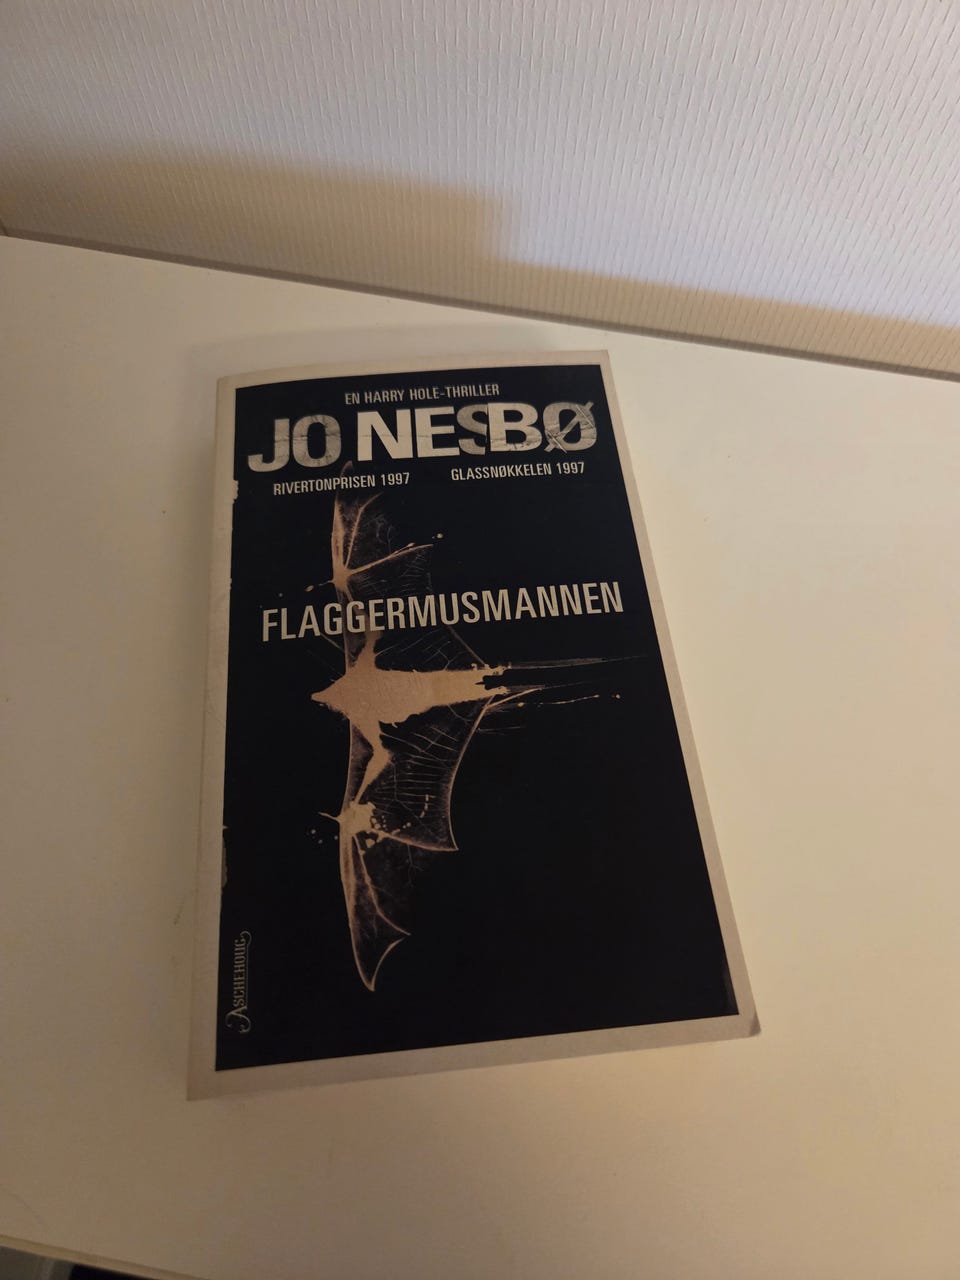 EN HARRY HOLE-THRILLER
JO NESBØ
RIVERTONPRISEN 1997 GLASSNØKKELEN 1997
FLAGGERMUSMANNEN
ASCHEHOUG